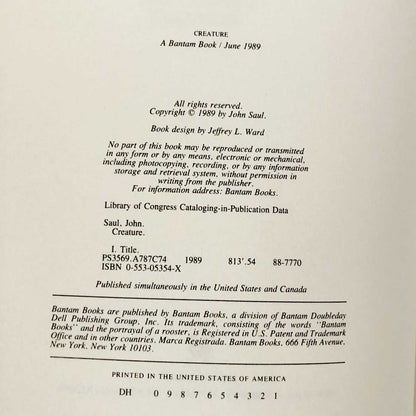 CREATURE
A Bantam Book / June 1989
All rights reserved.
Copyright © 1989 by John Saul.
Book design by Jeffrey L. Ward
No part of this book may be reproduced or transmitted
in any form or by any means, electronic or mechanical,
including photocopying, recording, or by any information
storage and retrieval system, without permission in
writing from the publisher.
For information address: Bantam Books.
Library of Congress Cataloging-in-Publication Data
Saul, John.
Creature.
I. Title.
PS3569.A787C74 1989 813'.54 88-7770
ISBN 0-553-05354-X
Published simultaneously in the United States and Canada
Bantam Books are published by Bantam Books, a division of Bantam Doubleday
Dell Publishing Group, Inc. Its trademark, consisting of the words "Bantam
Books" and the portrayal of a rooster, is Registered in U.S. Patent and Trademark
Office and in other countries. Marca Registrada. Bantam Books, 666 Fifth Avenue,
New York, New York 10103.
PRINTED IN THE UNITED STATES OF AMERICA
DH 0 9 8 7 6 5 4 3 2 1